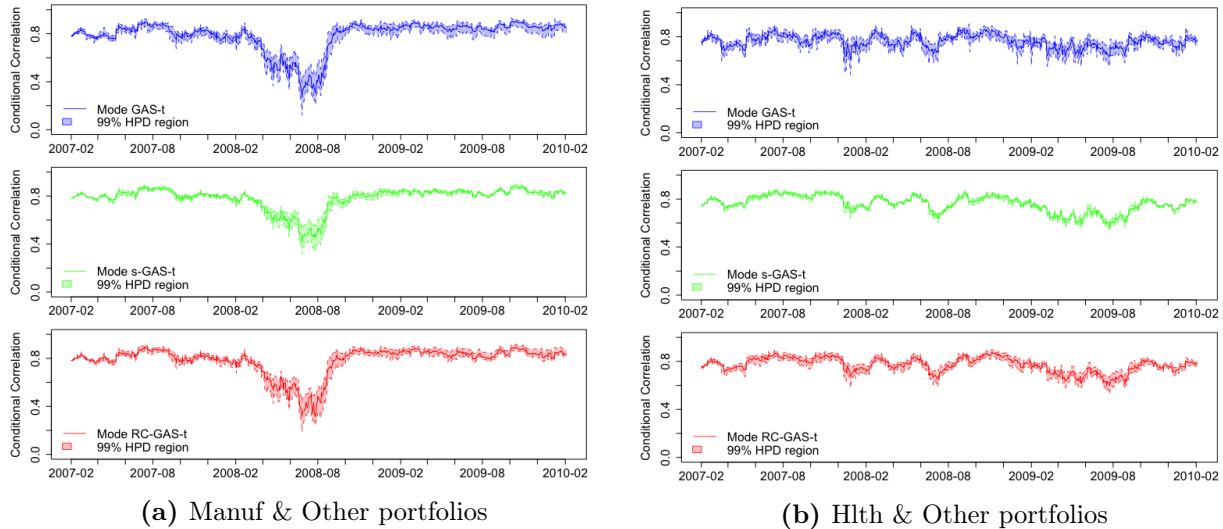 Conditional Correlation
0.0 0.4 0.8
Mode GAS-t
99% HPD region
2007-02 2007-08 2008-02 2008-08 2009-02 2009-08 2010-02
Conditional Correlation
0.0 0.4 0.8
Mode s-GAS-t
99% HPD region
2007-02 2007-08 2008-02 2008-08 2009-02 2009-08 2010-02
Conditional Correlation
0.0 0.4 0.8
Mode RC-GAS-t
99% HPD region
2007-02 2007-08 2008-02 2008-08 2009-02 2009-08 2010-02
(a) Manuf & Other portfolios
Conditional Correlation
0.0 0.4 0.8
Mode GAS-t
99% HPD region
2007-02 2007-08 2008-02 2008-08 2009-02 2009-08 2010-02
Conditional Correlation
0.0 0.4 0.8
Mode s-GAS-t
99% HPD region
2007-02 2007-08 2008-02 2008-08 2009-02 2009-08 2010-02
Conditional Correlation
0.0 0.4 0.8
Mode RC-GAS-t
99% HPD region
2007-02 2007-08 2008-02 2008-08 2009-02 2009-08 2010-02
(b) Hlth & Other portfolios